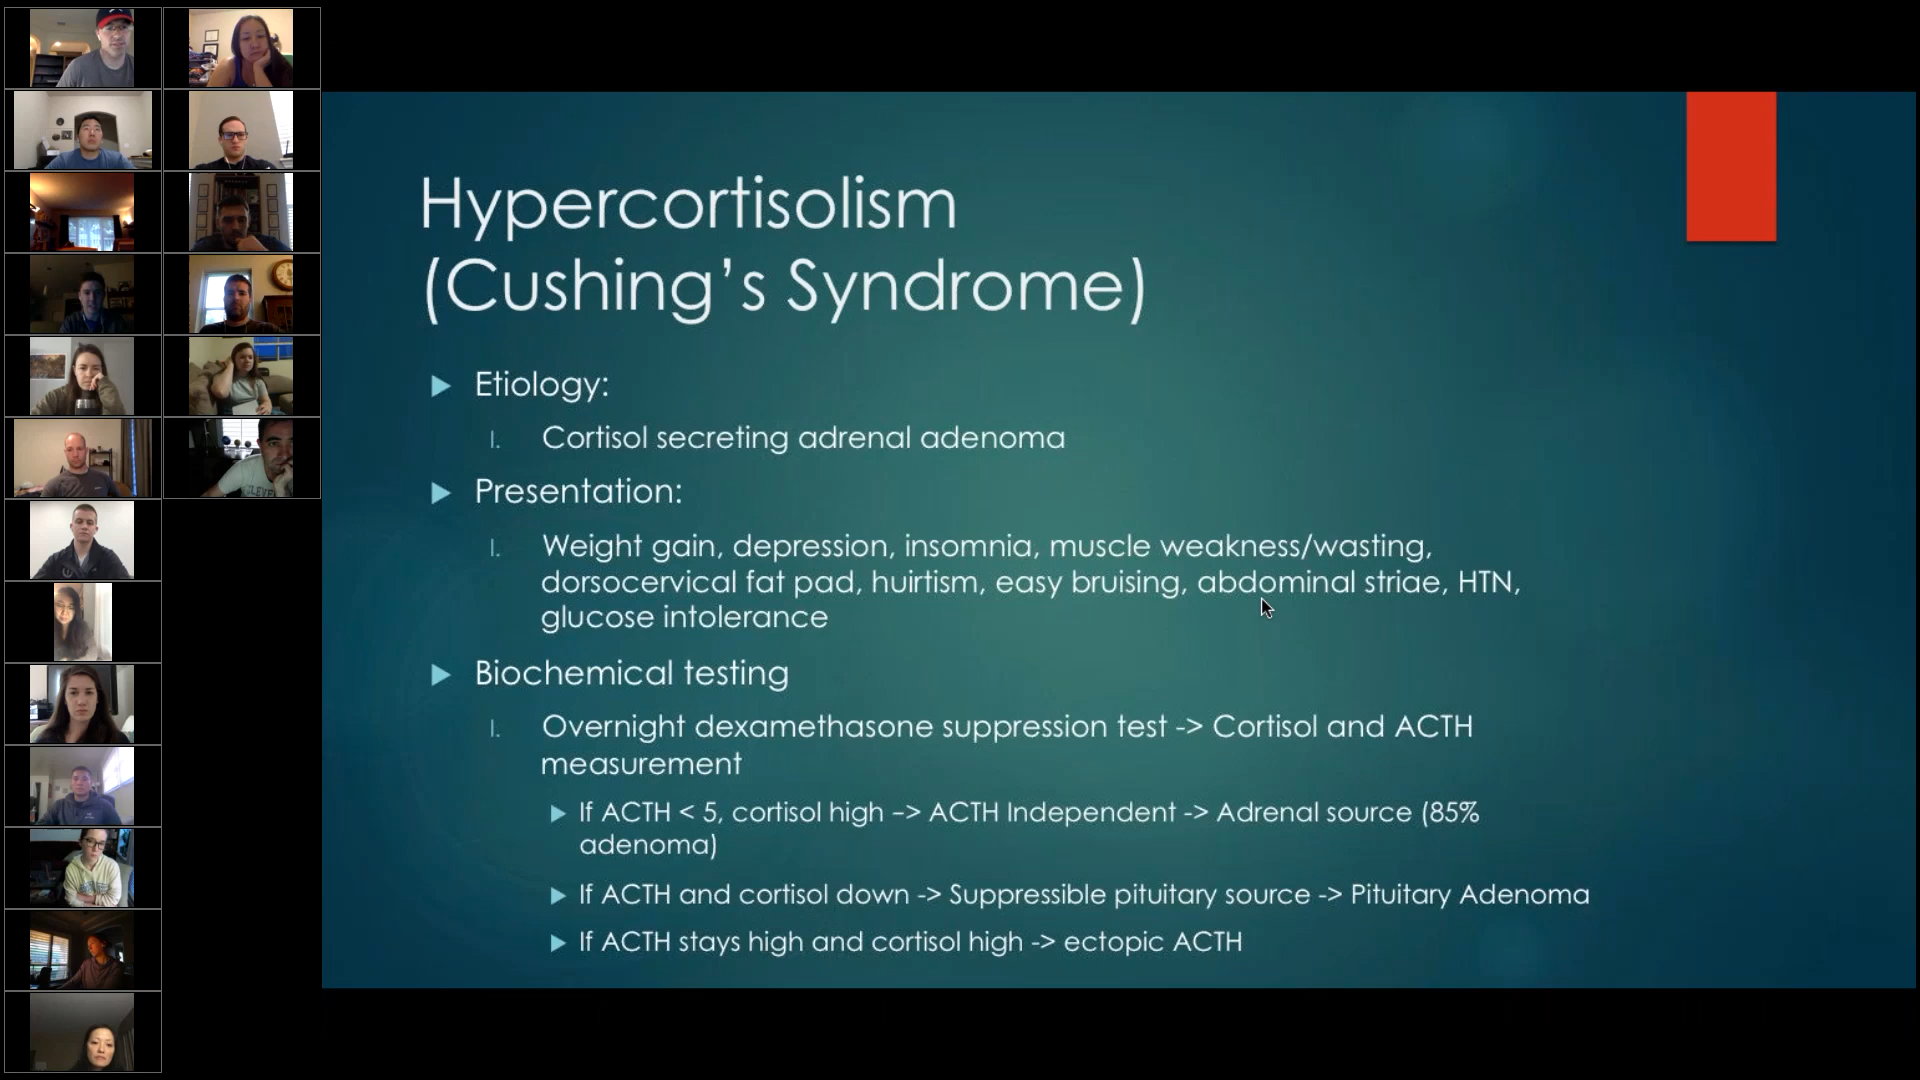 Hypercortisolism
(Cushing’s Syndrome)
Etiology:
I. Cortisol secreting adrenal adenoma
Presentation:
I. Weight gain, depression, insomnia, muscle weakness/wasting,
dorsocervical fat pad, huirtism, easy bruising, abdominal striae, HTN,
glucose intolerance
Biochemical testing
I. Overnight dexamethasone suppression test -> Cortisol and ACTH
measurement
If ACTH < 5, cortisol high –> ACTH Independent -> Adrenal source (85%
adenoma)
If ACTH and cortisol down -> Suppressible pituitary source -> Pituitary Adenoma
If ACTH stays high and cortisol high -> ectopic ACTH